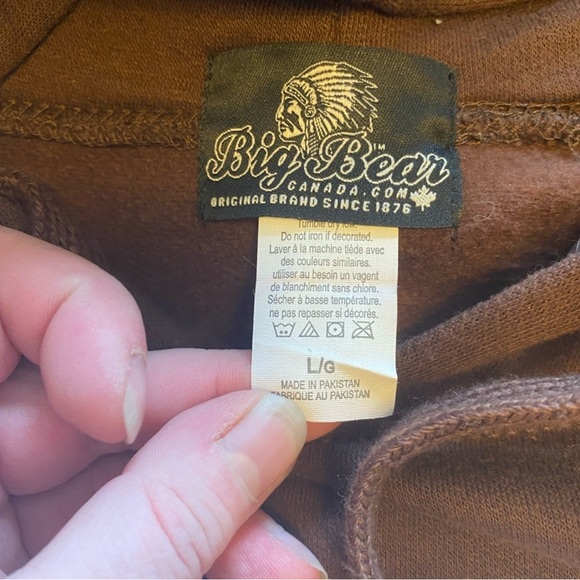 Big Bear™
CANADA.COM
ORIGINAL BRAND SINCE 1876
Tumble dry low.
Do not iron if decorated.
Laver à la machine tiède avec
des couleurs similaires.
utiliser au besoin un vagent
de blanchiment sans chlore.
Sécher à basse température.
ne pas repasser si décorés.
L/G
MADE IN PAKISTAN
FABRIQUE AU PAKISTAN